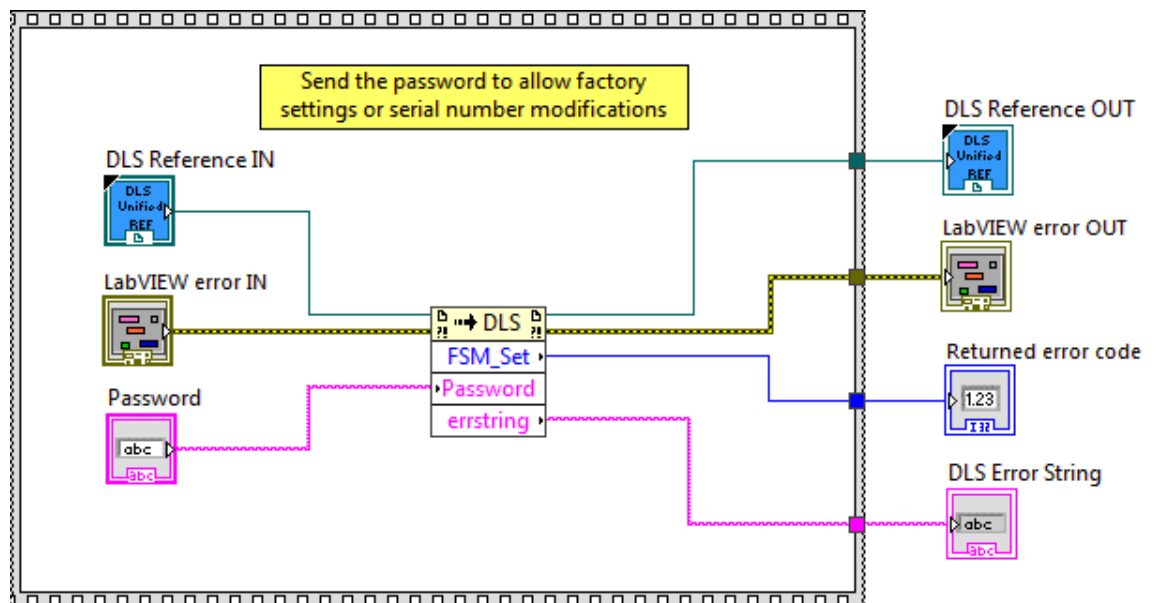 Send the password to allow factory
settings or serial number modifications
DLS Reference IN
DLS
Unified
REF
LabVIEW error IN
Password
abc
abc
?! DLS ?!
FSM_Set
Password
errstring
DLS Reference OUT
DLS
Unified
REF
LabVIEW error OUT
Returned error code
1.23
I32
DLS Error String
abc
abc